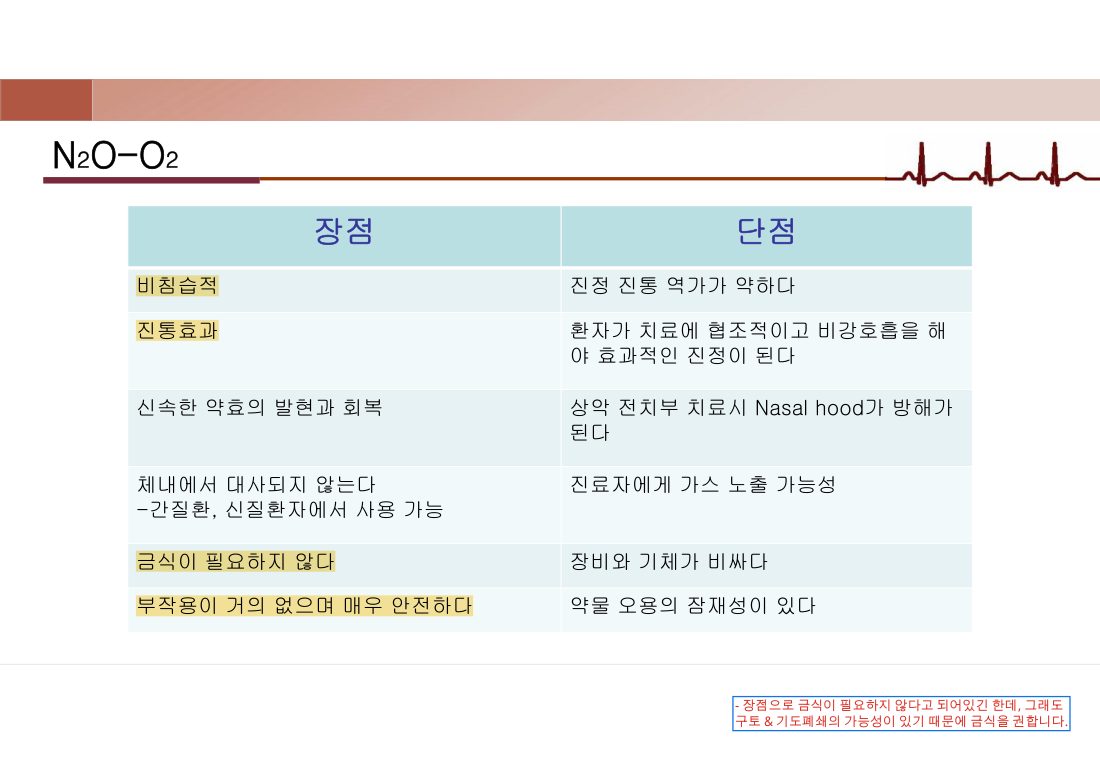 N2O-O2
장점
단점
비침습적
진정 진통 역가가 약하다
진통효과
환자가 치료에 협조적이고 비강호흡을 해
야 효과적인 진정이 된다
신속한 약효의 발현과 회복
상악 전치부 치료시 Nasal hood가 방해가
된다
체내에서 대사되지 않는다
-간질환, 신질환자에서 사용 가능
진료자에게 가스 노출 가능성
금식이 필요하지 않다
장비와 기체가 비싸다
부작용이 거의 없으며 매우 안전하다
약물 오용의 잠재성이 있다
- 장점으로 금식이 필요하지 않다고 되어있긴 한데, 그래도
구토 & 기도폐쇄의 가능성이 있기 때문에 금식을 권합니다.